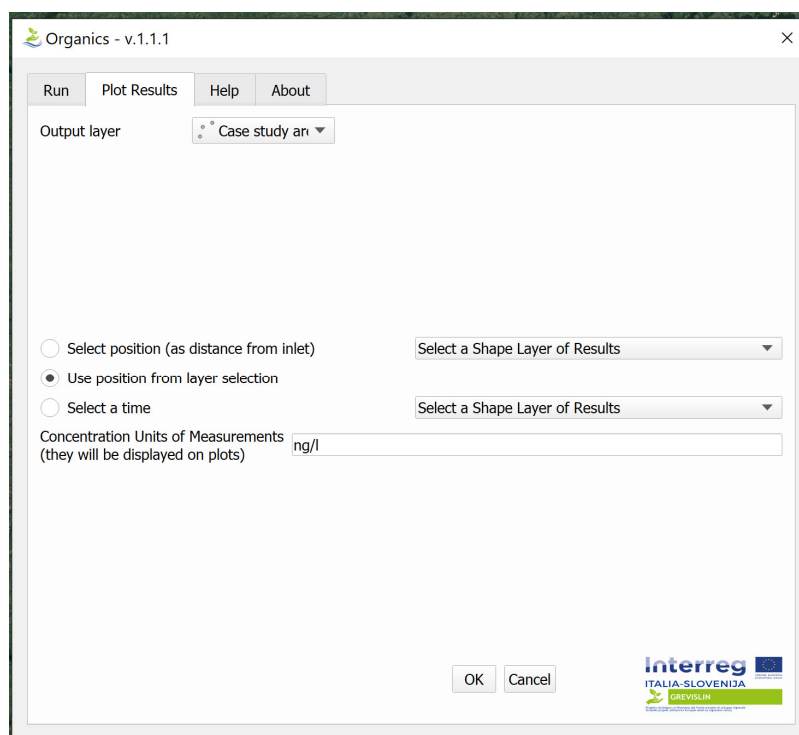 Organics - v.1.1.1
Run Plot Results Help About
Output layer Case study are
Select position (as distance from inlet) Select a Shape Layer of Results
Use position from layer selection
Select a time Select a Shape Layer of Results
Concentration Units of Measurements
(they will be displayed on plots) ng/l
OK Cancel
Interreg
ITALIA-SLOVENIJA
GREVISLIN